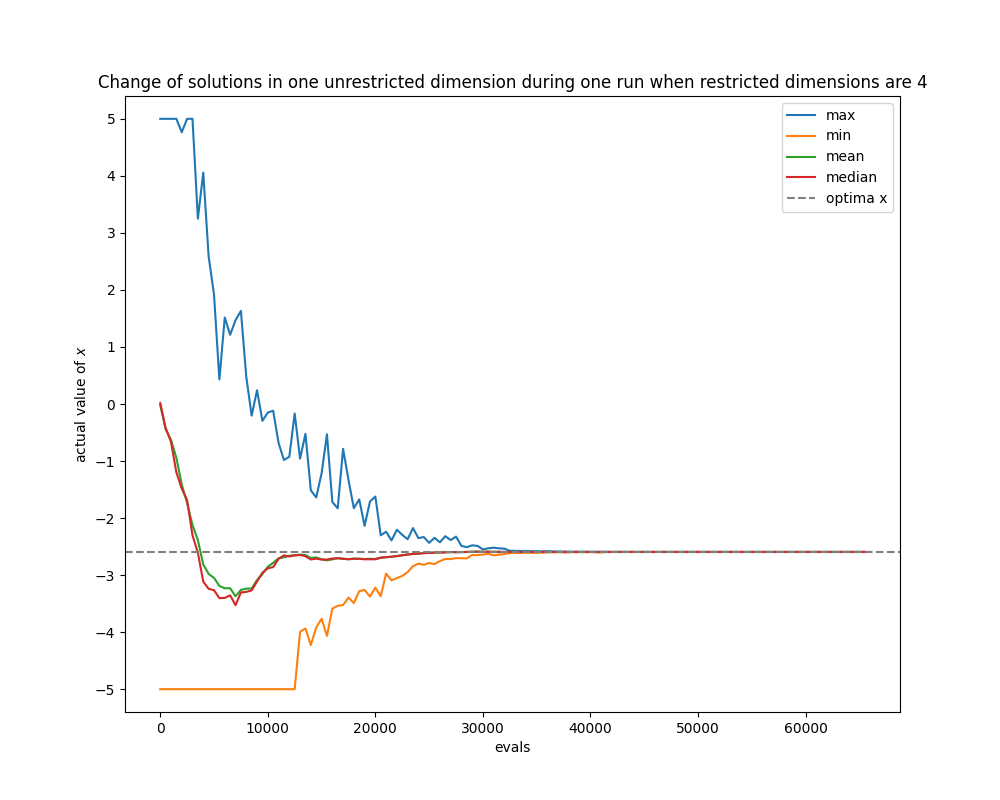 Change of solutions in one unrestricted dimension during one run when restricted dimensions are 4
max
min
mean
median
optima x
5
4
3
2
1
0
−1
−2
−3
−4
−5
actual value of x
0 10000 20000 30000 40000 50000 60000
evals